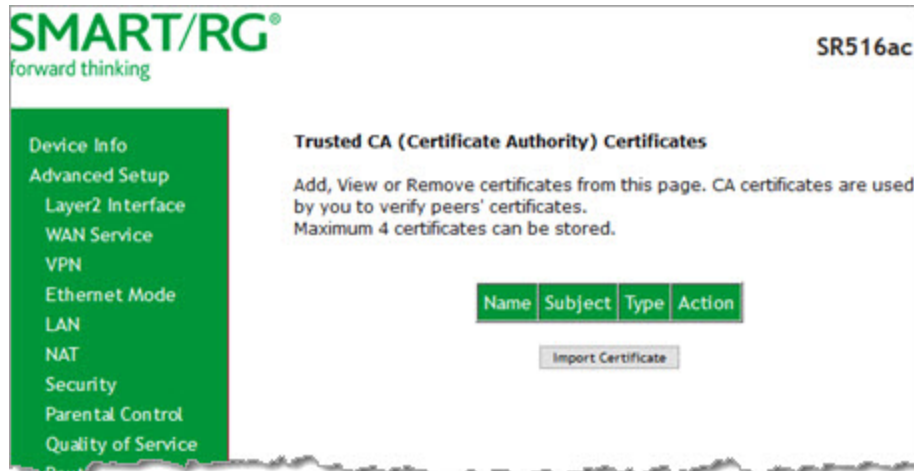 SMART/RG®
forward thinking
SR516ac
Device Info
Advanced Setup
Layer2 Interface
WAN Service
VPN
Ethernet Mode
LAN
NAT
Security
Parental Control
Quality of Service
Trusted CA (Certificate Authority) Certificates
Add, View or Remove certificates from this page. CA certificates are used
by you to verify peers' certificates.
Maximum 4 certificates can be stored.
Name Subject Type Action
Import Certificate